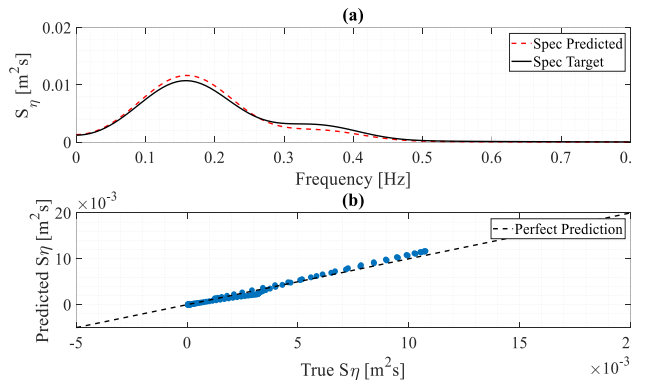 (a)
0.02
0.01
0
S_η [m²s]
Spec Predicted
Spec Target
0 0.1 0.2 0.3 0.4 0.5 0.6 0.7 0.
Frequency [Hz]
(b)
×10⁻³
20
10
0
Predicted Sη [m²s]
Perfect Prediction
-5 0 5 10 15 20
True Sη [m²s]
×10⁻³